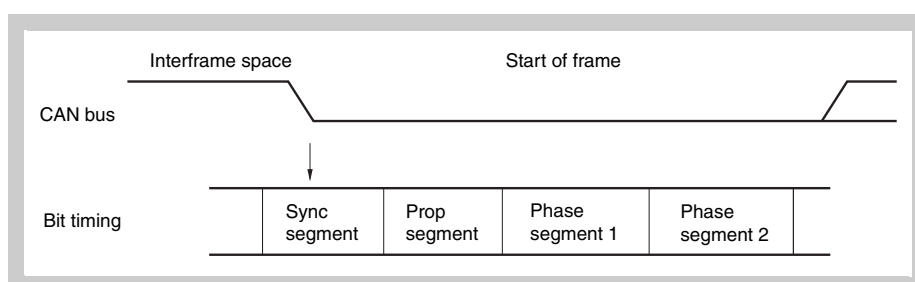 Interframe space
Start of frame
CAN bus
Bit timing
Sync
segment
Prop
segment
Phase
segment 1
Phase
segment 2